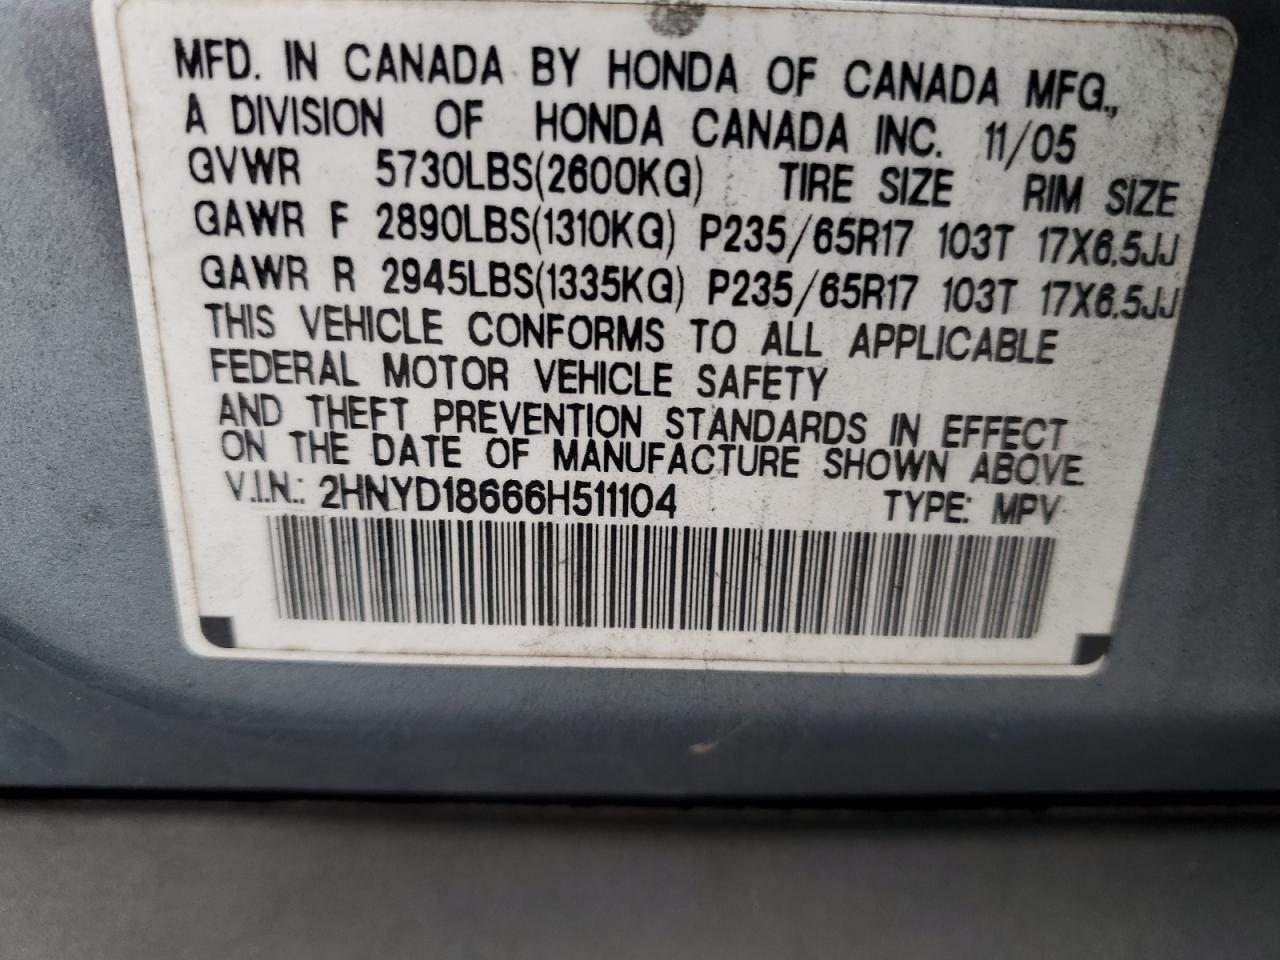 MFD. IN CANADA BY HONDA OF CANADA MFG.,
A DIVISION OF HONDA CANADA INC. 11/05
GVWR 5730LBS(2600KG) TIRE SIZE RIM SIZE
GAWR F 2890LBS(1310KG) P235/65R17 103T 17X6.5JJ
GAWR R 2945LBS(1335KG) P235/65R17 103T 17X6.5JJ
THIS VEHICLE CONFORMS TO ALL APPLICABLE
FEDERAL MOTOR VEHICLE SAFETY
AND THEFT PREVENTION STANDARDS IN EFFECT
ON THE DATE OF MANUFACTURE SHOWN ABOVE.
V.I.N.: 2HNYD18666H511104 TYPE: MPV